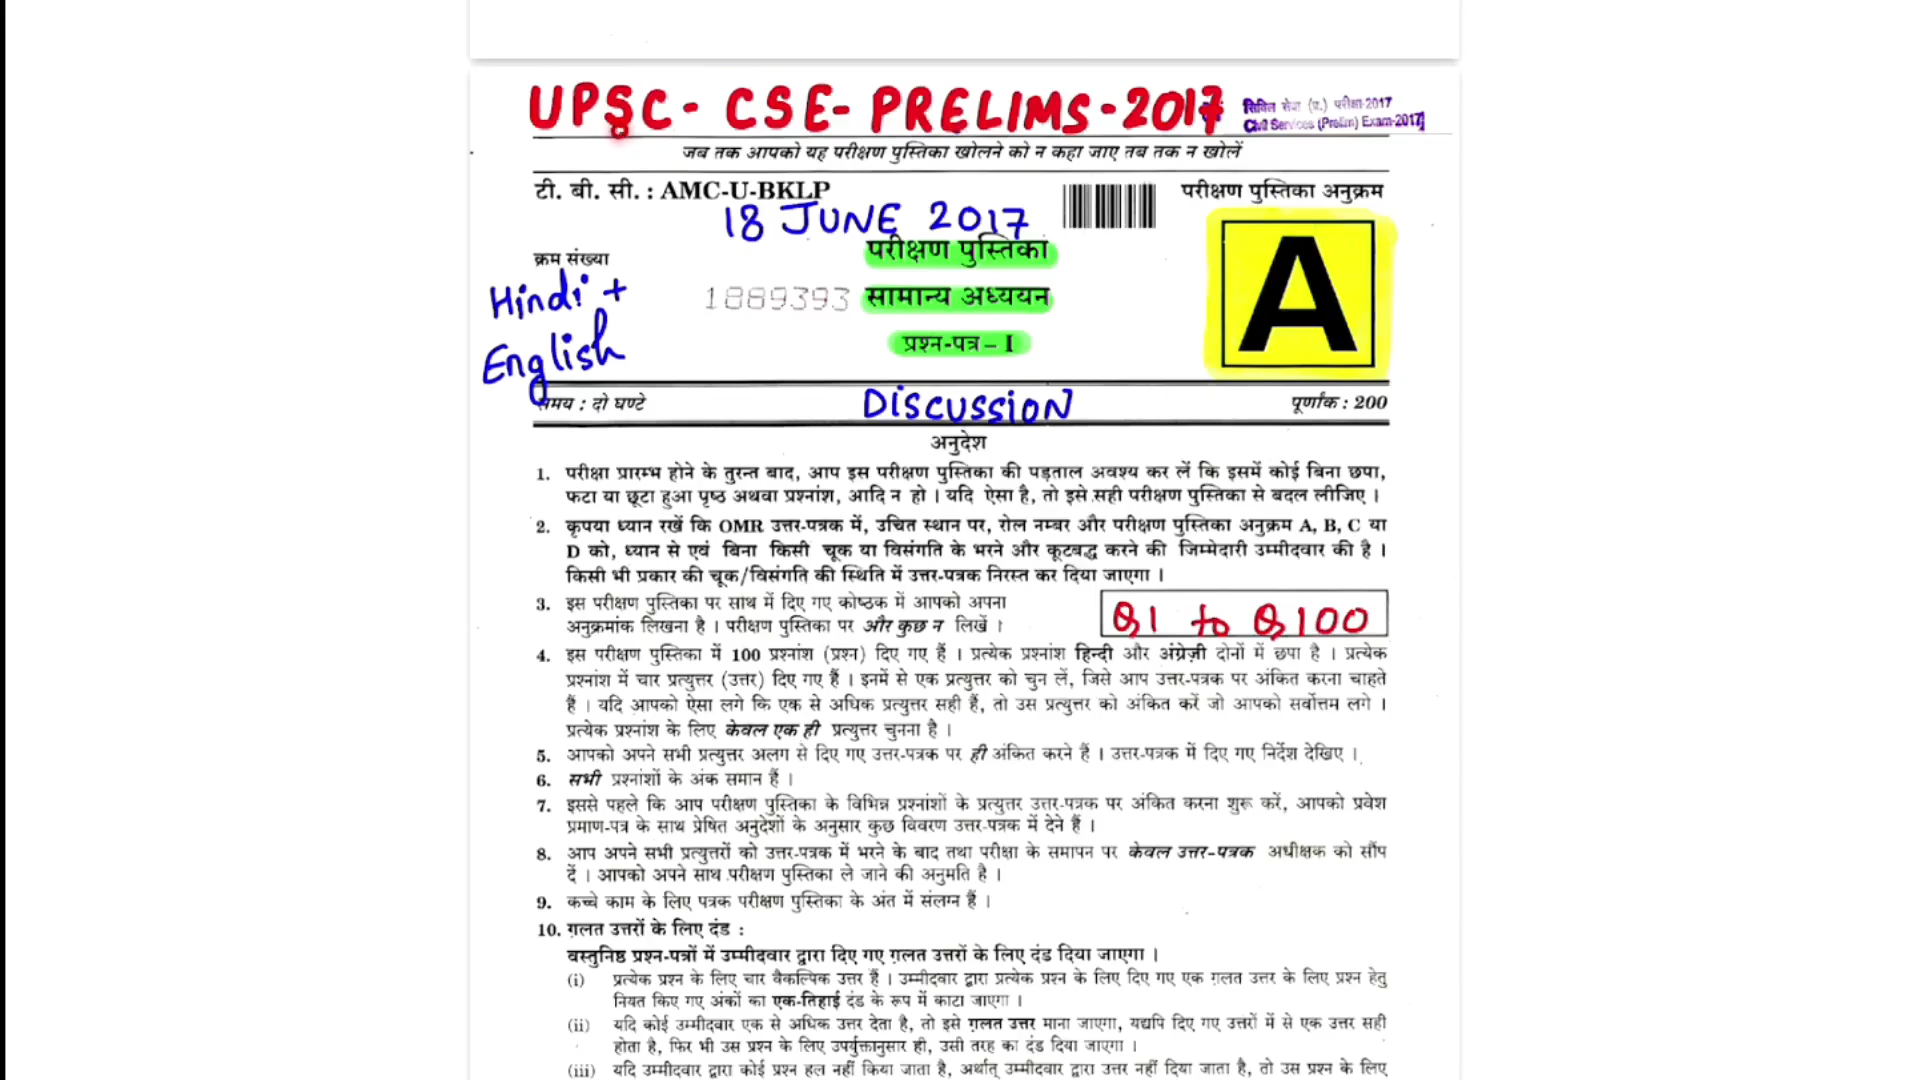 UPSC - CSE - PRELIMS - 2017
सिविल सेवा (प्रा.) परीक्षा-2017
Civil Services (Prelim) Exam-2017
जब तक आपको यह परीक्षण पुस्तिका खोलने को न कहा जाए तब तक न खोलें
टी. बी. सी. : AMC-U-BKLP
परीक्षण पुस्तिका अनुक्रम
18 JUNE 2017
A
परीक्षण पुस्तिका
क्रम संख्या
Hindi +
English
1889393
सामान्य अध्ययन
प्रश्न-पत्र – I
समय : दो घण्टे
DISCUSSION
पूर्णांक : 200
अनुदेश
1. परीक्षा प्रारम्भ होने के तुरन्त बाद, आप इस परीक्षण पुस्तिका की पड़ताल अवश्य कर लें कि इसमें कोई बिना छपा,
फटा या छूटा हुआ पृष्ठ अथवा प्रश्नांश, आदि न हो । यदि ऐसा है, तो इसे सही परीक्षण पुस्तिका से बदल लीजिए ।
2. कृपया ध्यान रखें कि OMR उत्तर-पत्रक में, उचित स्थान पर, रोल नम्बर और परीक्षण पुस्तिका अनुक्रम A, B, C या
D को, ध्यान से एवं बिना किसी चूक या विसंगति के भरने और कूटबद्ध करने की जिम्मेदारी उम्मीदवार की है ।
किसी भी प्रकार की चूक/विसंगति की स्थिति में उत्तर-पत्रक निरस्त कर दिया जाएगा ।
3. इस परीक्षण पुस्तिका पर साथ में दिए गए कोष्ठक में आपको अपना
अनुक्रमांक लिखना है । परीक्षण पुस्तिका पर और कुछ न लिखें ।
Q1 to Q100
4. इस परीक्षण पुस्तिका में 100 प्रश्नांश (प्रश्न) दिए गए हैं । प्रत्येक प्रश्नांश हिन्दी और अंग्रेज़ी दोनों में छपा है । प्रत्येक
प्रश्नांश में चार प्रत्युत्तर (उत्तर) दिए गए हैं । इनमें से एक प्रत्युत्तर को चुन लें, जिसे आप उत्तर-पत्रक पर अंकित करना चाहते
हैं । यदि आपको ऐसा लगे कि एक से अधिक प्रत्युत्तर सही हैं, तो उस प्रत्युत्तर को अंकित करें जो आपको सर्वोत्तम लगे ।
प्रत्येक प्रश्नांश के लिए केवल एक ही प्रत्युत्तर चुनना है ।
5. आपको अपने सभी प्रत्युत्तर अलग से दिए गए उत्तर-पत्रक पर ही अंकित करने हैं । उत्तर-पत्रक में दिए गए निर्देश देखिए ।
6. सभी प्रश्नांशों के अंक समान हैं ।
7. इससे पहले कि आप परीक्षण पुस्तिका के विभिन्न प्रश्नांशों के प्रत्युत्तर उत्तर-पत्रक पर अंकित करना शुरू करें, आपको प्रवेश
प्रमाण-पत्र के साथ प्रेषित अनुदेशों के अनुसार कुछ विवरण उत्तर-पत्रक में देने हैं ।
8. आप अपने सभी प्रत्युत्तरों को उत्तर-पत्रक में भरने के बाद तथा परीक्षा के समापन पर केवल उत्तर-पत्रक अधीक्षक को सौंप
दें । आपको अपने साथ परीक्षण पुस्तिका ले जाने की अनुमति है ।
9. कच्चे काम के लिए पत्रक परीक्षण पुस्तिका के अंत में संलग्न हैं ।
10. ग़लत उत्तरों के लिए दंड :
वस्तुनिष्ठ प्रश्न-पत्रों में उम्मीदवार द्वारा दिए गए ग़लत उत्तरों के लिए दंड दिया जाएगा ।
(i) प्रत्येक प्रश्न के लिए चार वैकल्पिक उत्तर हैं । उम्मीदवार द्वारा प्रत्येक प्रश्न के लिए दिए गए एक ग़लत उत्तर के लिए प्रश्न हेतु
नियत किए गए अंकों का एक-तिहाई दंड के रूप में काटा जाएगा ।
(ii) यदि कोई उम्मीदवार एक से अधिक उत्तर देता है, तो इसे ग़लत उत्तर माना जाएगा, यद्यपि दिए गए उत्तरों में से एक उत्तर सही
होता है, फिर भी उस प्रश्न के लिए उपर्युक्तानुसार ही, उसी तरह का दंड दिया जाएगा ।
(iii) यदि उम्मीदवार द्वारा कोई प्रश्न हल नहीं किया जाता है, अर्थात् उम्मीदवार द्वारा उत्तर नहीं दिया जाता है, तो उस प्रश्न के लिए